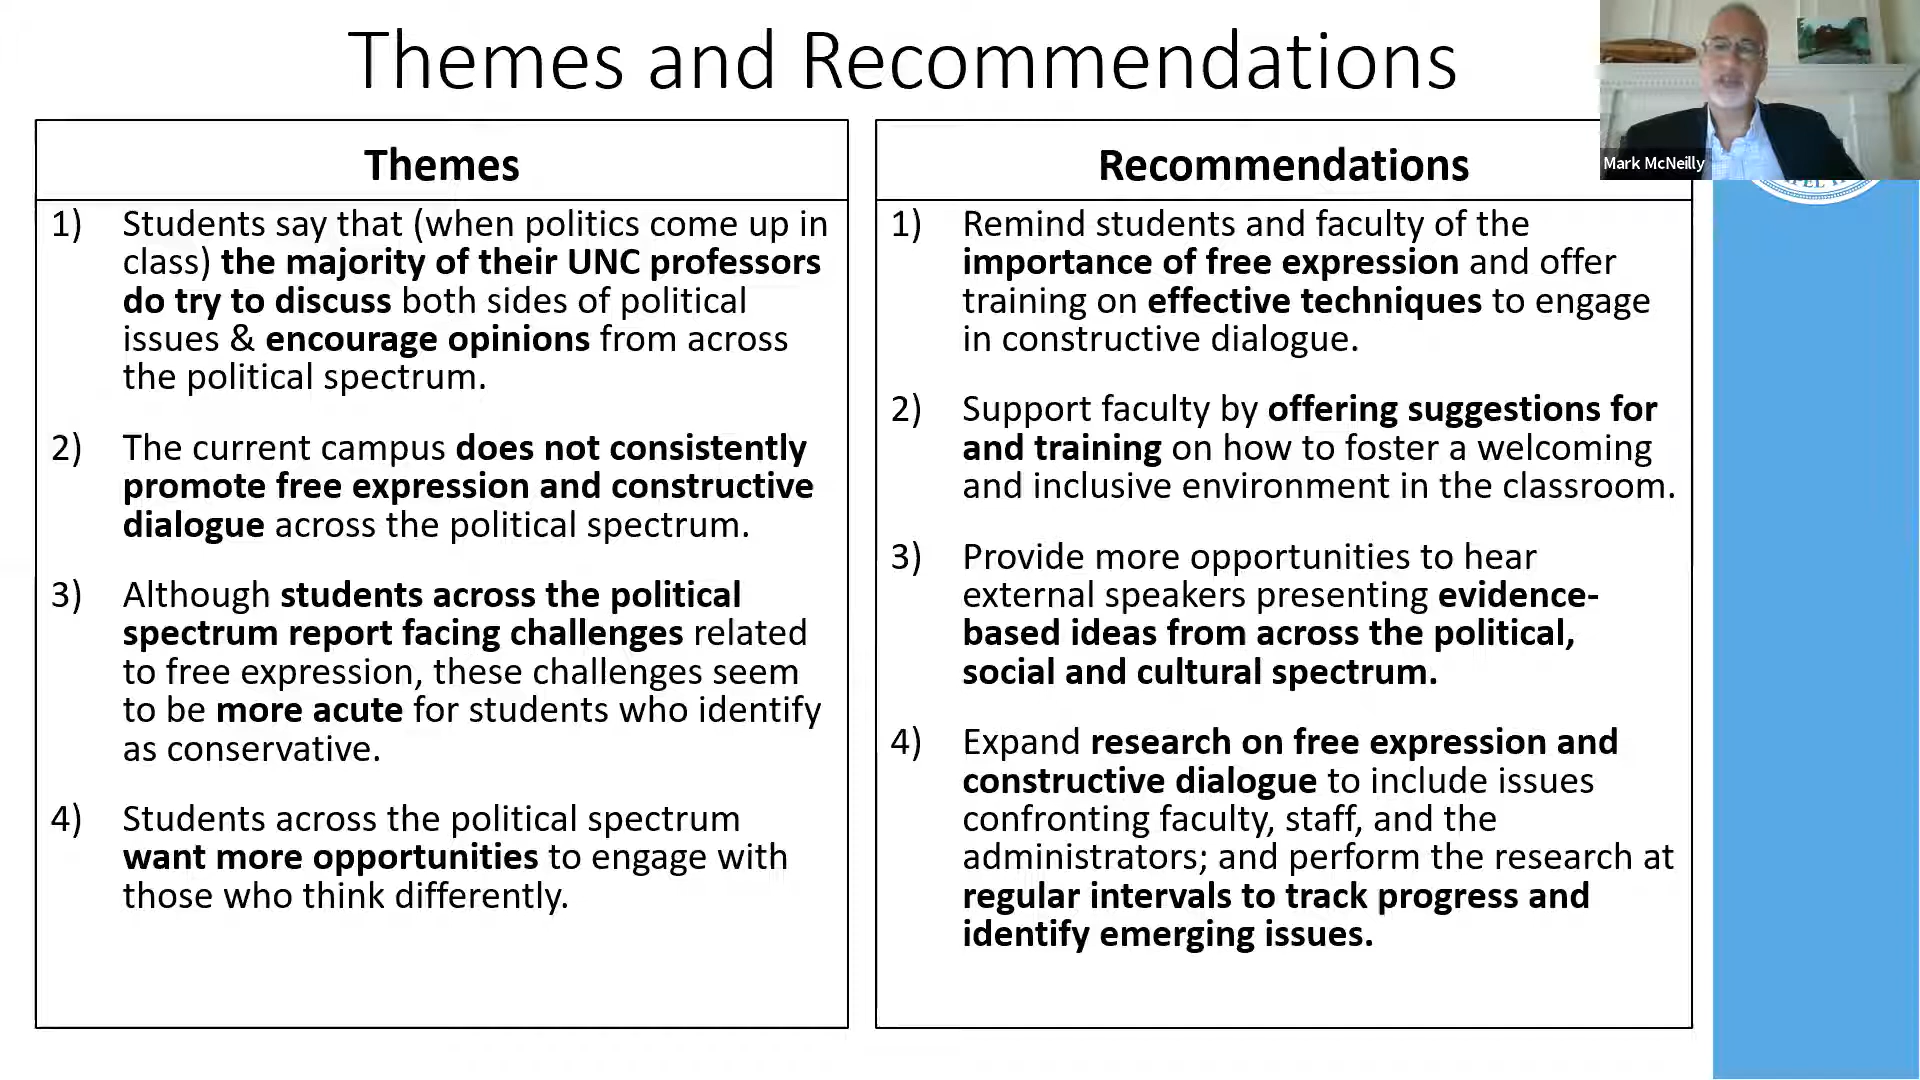 Themes and Recommendations
Mark McNeilly
Themes
1) Students say that (when politics come up in
class) the majority of their UNC professors
do try to discuss both sides of political
issues & encourage opinions from across
the political spectrum.
2) The current campus does not consistently
promote free expression and constructive
dialogue across the political spectrum.
3) Although students across the political
spectrum report facing challenges related
to free expression, these challenges seem
to be more acute for students who identify
as conservative.
4) Students across the political spectrum
want more opportunities to engage with
those who think differently.
Recommendations
1) Remind students and faculty of the
importance of free expression and offer
training on effective techniques to engage
in constructive dialogue.
2) Support faculty by offering suggestions for
and training on how to foster a welcoming
and inclusive environment in the classroom.
3) Provide more opportunities to hear
external speakers presenting evidence-
based ideas from across the political,
social and cultural spectrum.
4) Expand research on free expression and
constructive dialogue to include issues
confronting faculty, staff, and the
administrators; and perform the research at
regular intervals to track progress and
identify emerging issues.